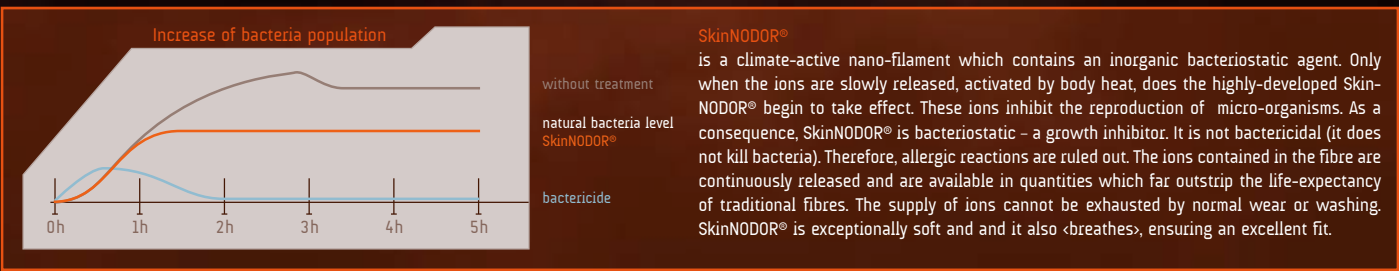 Increase of bacteria population
without treatment
natural bacteria level
SkinNODOR®
bactericide
0h 1h 2h 3h 4h 5h
SkinNODOR®
is a climate-active nano-filament which contains an inorganic bacteriostatic agent. Only
when the ions are slowly released, activated by body heat, does the highly-developed Skin-
NODOR® begin to take effect. These ions inhibit the reproduction of micro-organisms. As a
consequence, SkinNODOR® is bacteriostatic – a growth inhibitor. It is not bactericidal (it does
not kill bacteria). Therefore, allergic reactions are ruled out. The ions contained in the fibre are
continuously released and are available in quantities which far outstrip the life-expectancy
of traditional fibres. The supply of ions cannot be exhausted by normal wear or washing.
SkinNODOR® is exceptionally soft and and it also ‹breathes›, ensuring an excellent fit.